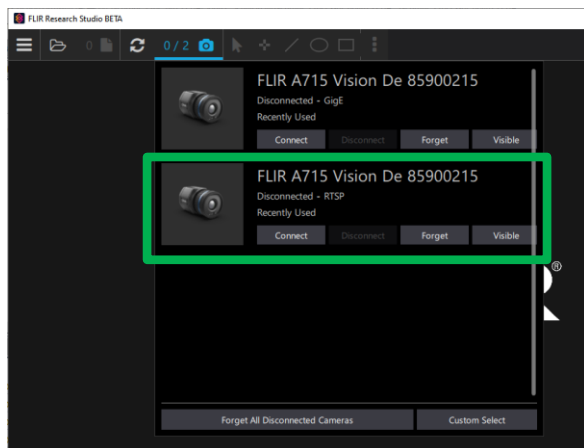 FLIR Research Studio BETA
0
0 / 2
FLIR A715 Vision De 85900215
Disconnected - GigE
Recently Used
Connect Disconnect Forget Visible
FLIR A715 Vision De 85900215
Disconnected - RTSP
Recently Used
Connect Disconnect Forget Visible
®
Forget All Disconnected Cameras Custom Select